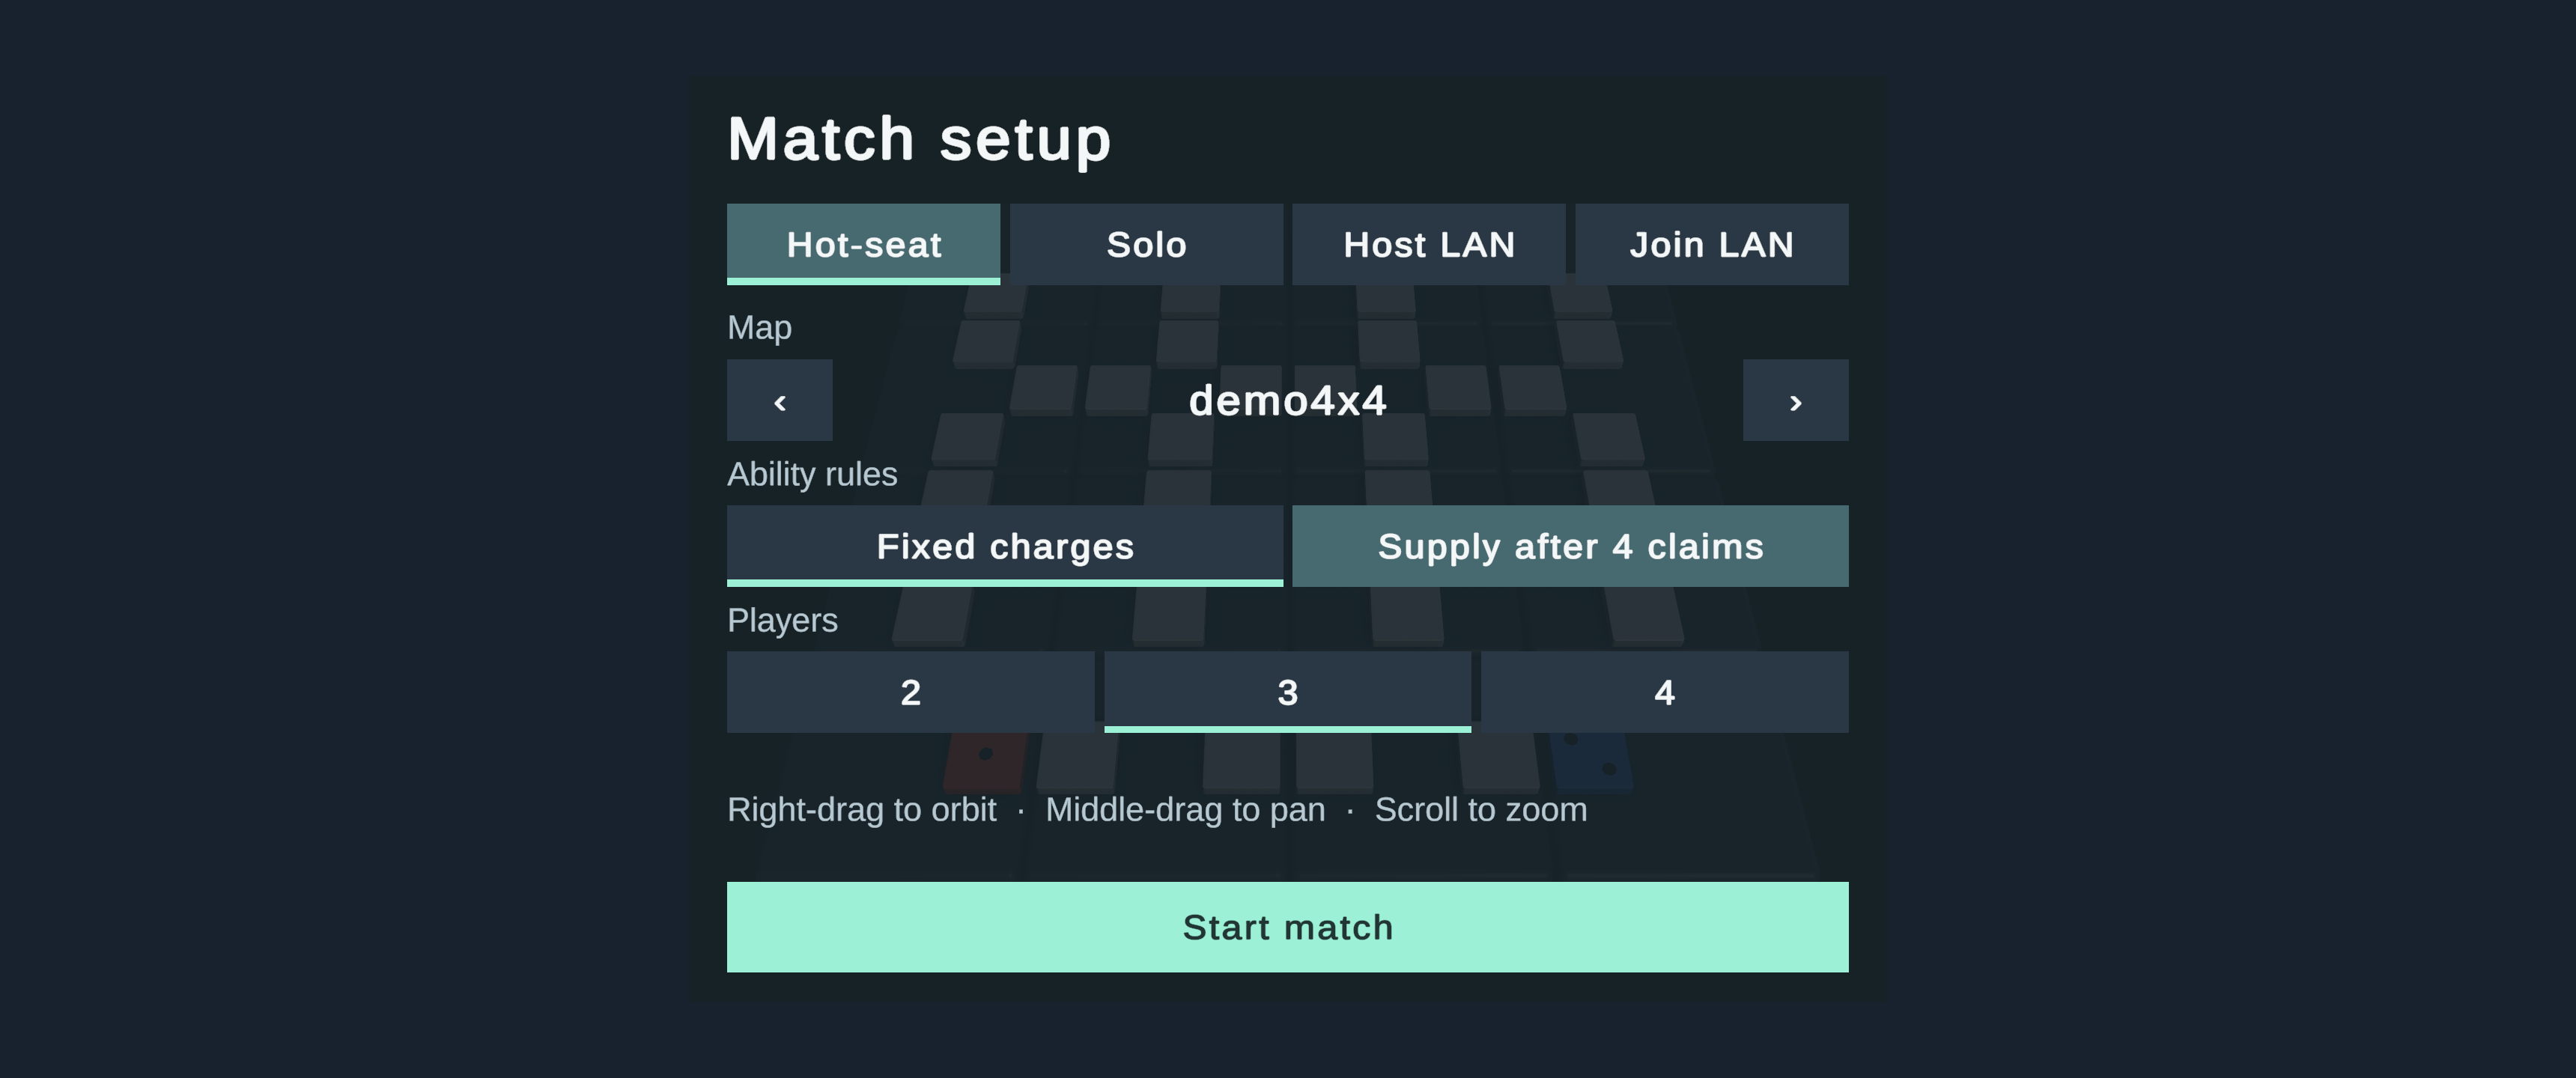 Match setup
Hot-seat Solo Host LAN Join LAN
Map
‹ demo4x4 ›
Ability rules
Fixed charges Supply after 4 claims
Players
2 3 4
Right-drag to orbit · Middle-drag to pan · Scroll to zoom
Start match